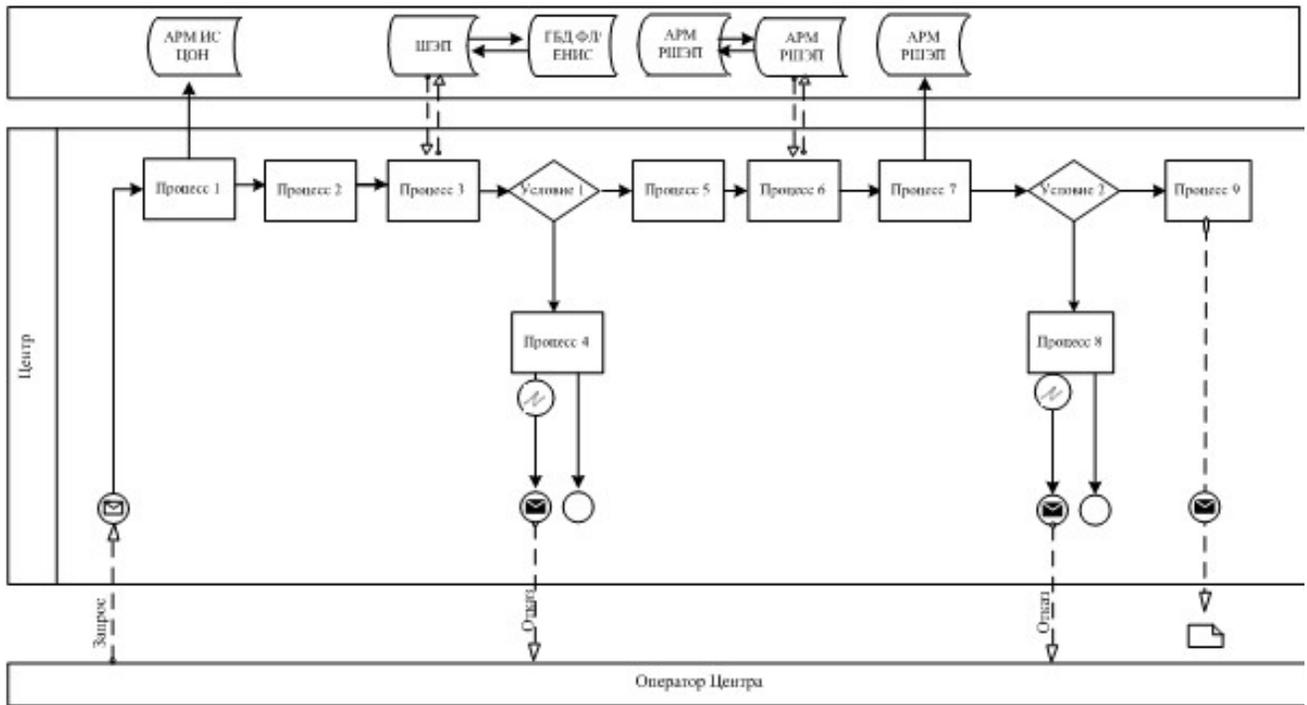 АРМ ИС
ЦОН
ШЭП
ГБД ФЛ/
ЕНИС
АРМ
РШЭП
АРМ
РШЭП
АРМ
РШЭП
Центр
Процесс 1
Процесс 2
Процесс 3
Условие 1
Процесс 5
Процесс 6
Процесс 7
Условие 2
Процесс 9
Процесс 4
Процесс 8
Запрос
Отказ
Отказ
Оператор Центра